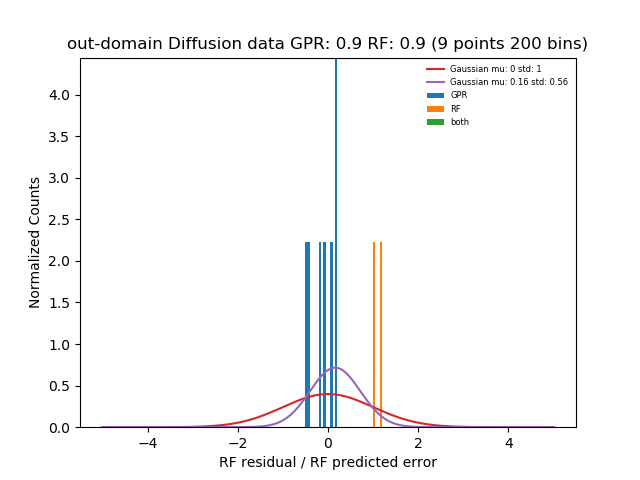 out-domain Diffusion data GPR: 0.9 RF: 0.9 (9 points 200 bins)
Gaussian mu: 0 std: 1
Gaussian mu: 0.16 std: 0.56
GPR
RF
both
Normalized Counts
4.0
3.5
3.0
2.5
2.0
1.5
1.0
0.5
0.0
−4
−2
0
2
4
RF residual / RF predicted error